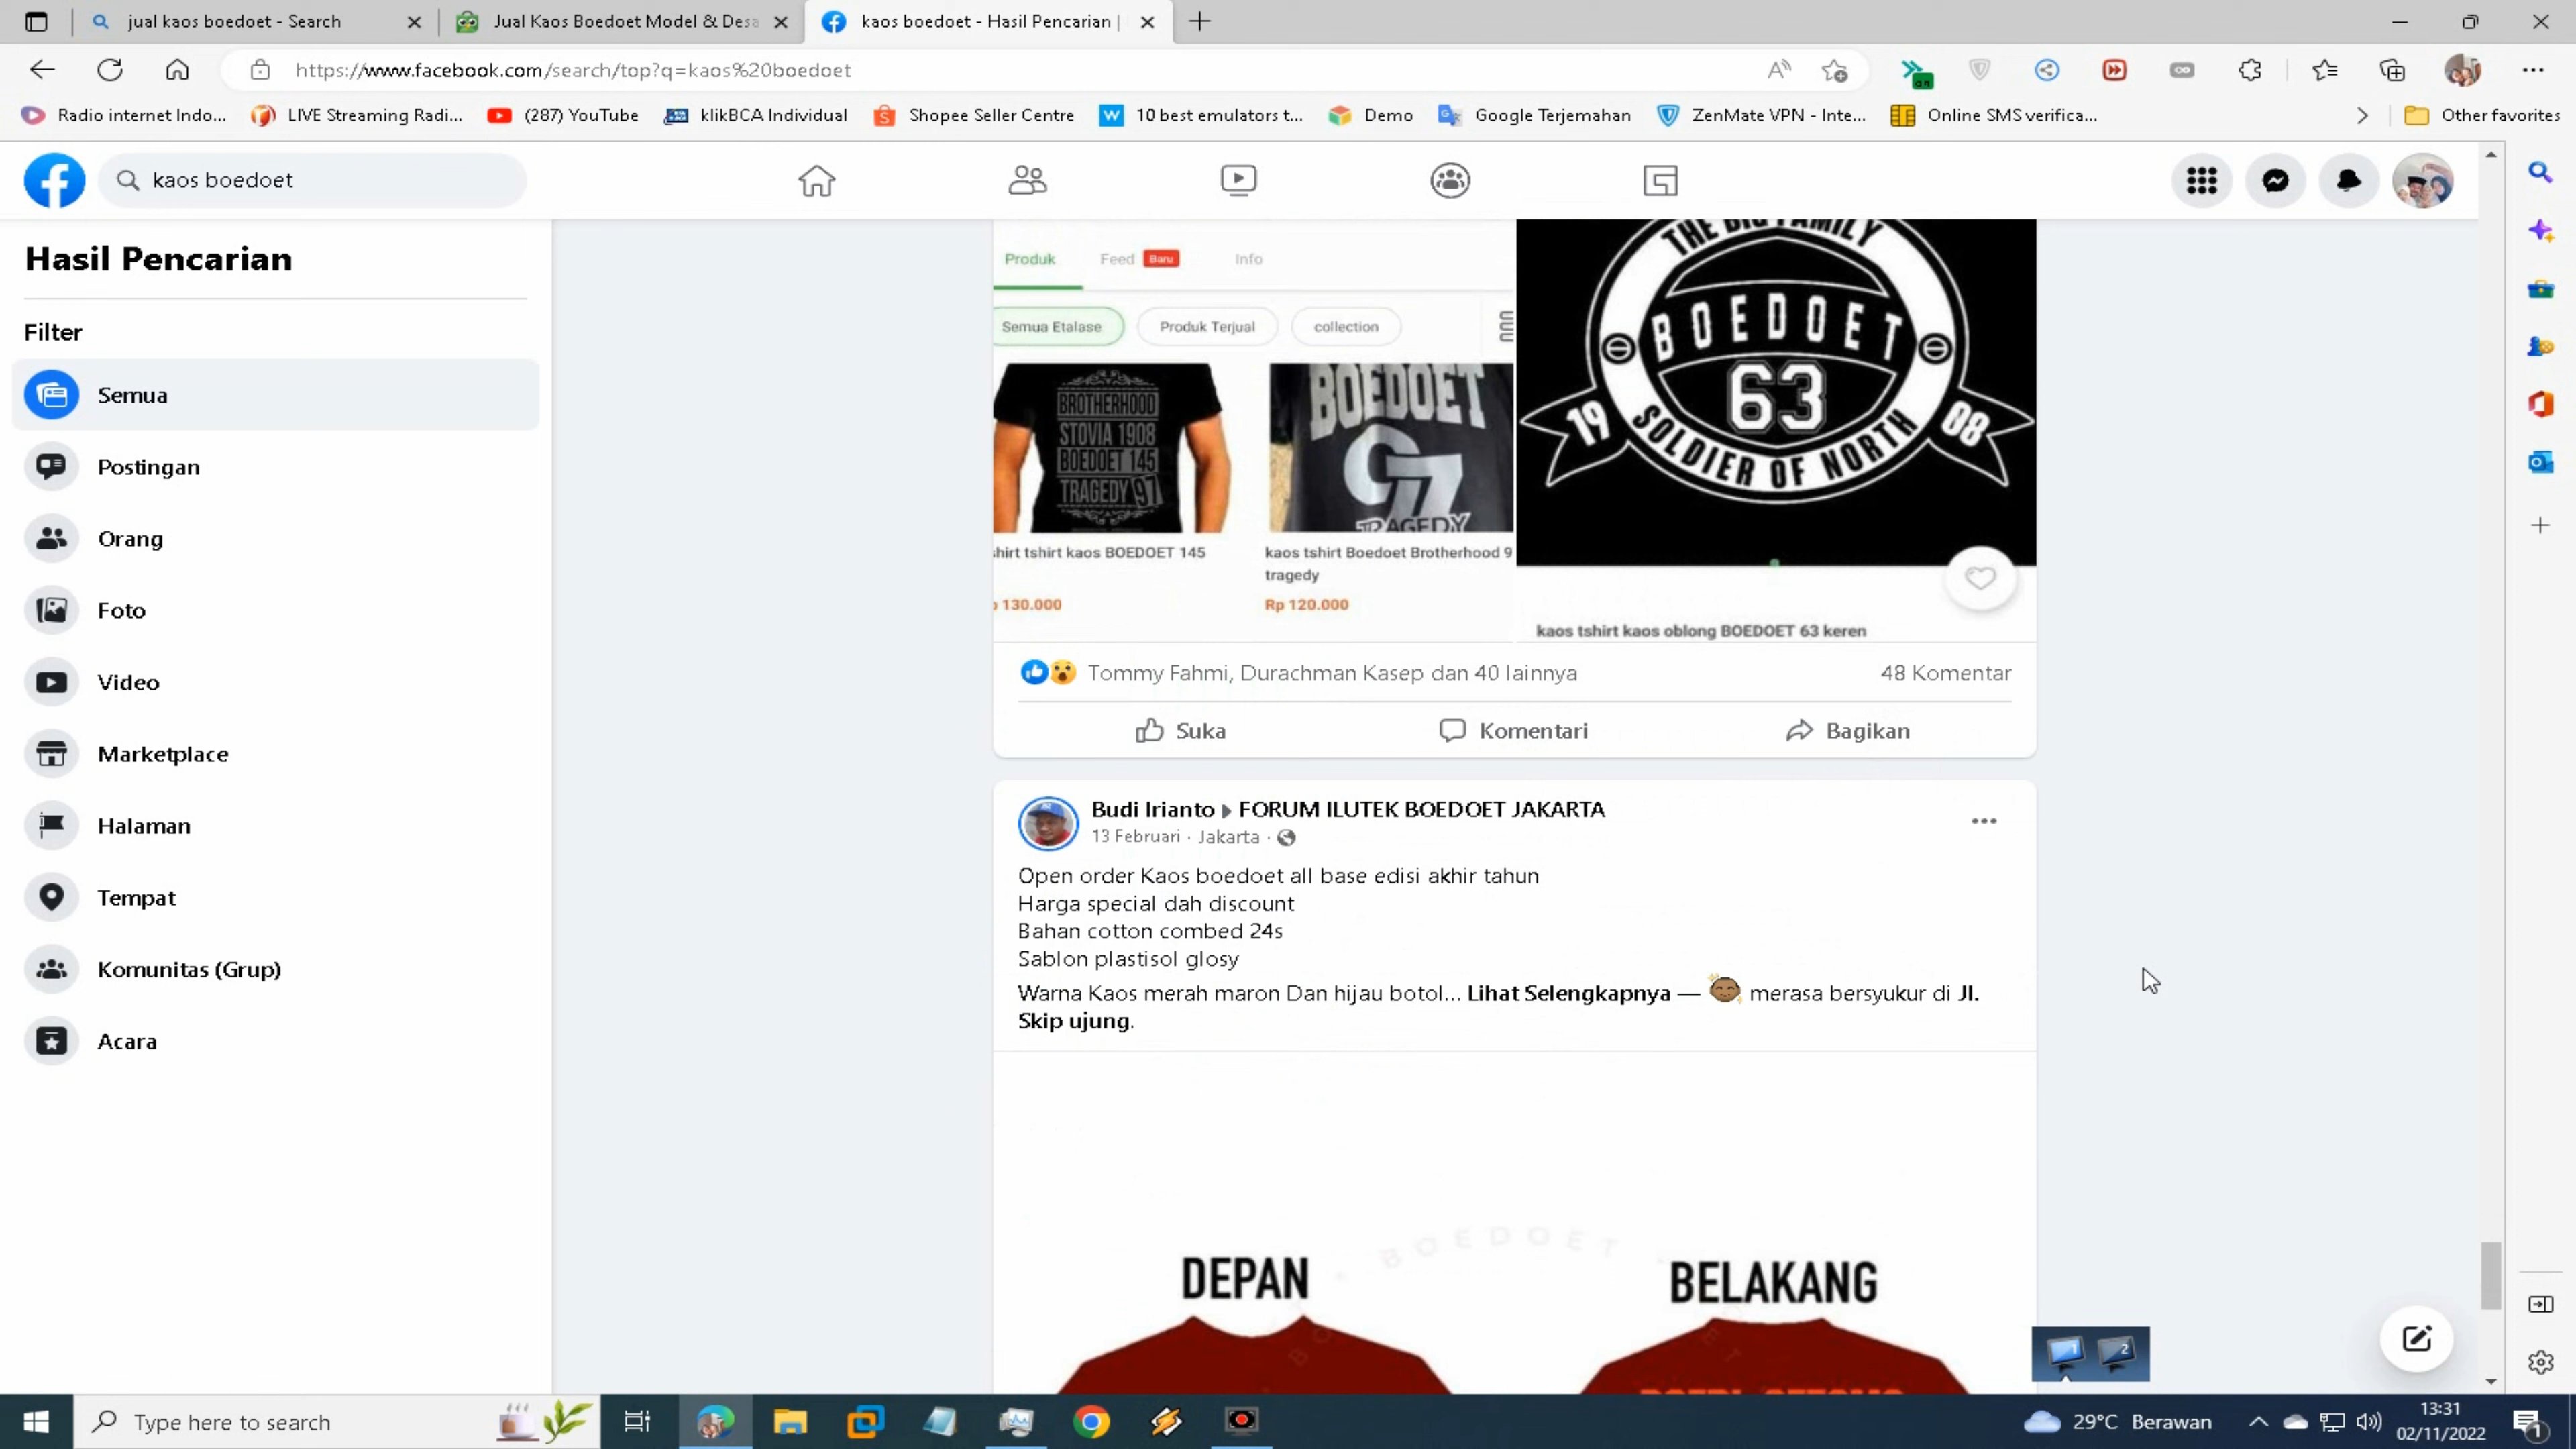 jual kaos boedoet - Search
Jual Kaos Boedoet Model & Desa
kaos boedoet - Hasil Pencarian |
https://www.facebook.com/search/top?q=kaos%20boedoet
Radio internet Indo...
LIVE Streaming Radi...
(287) YouTube
klikBCA Individual
Shopee Seller Centre
10 best emulators t...
Demo
Google Terjemahan
ZenMate VPN - Inte...
Online SMS verifica...
Other favorites
kaos boedoet
Hasil Pencarian
Filter
Semua
Postingan
Orang
Foto
Video
Marketplace
Halaman
Tempat
Komunitas (Grup)
Acara
Produk
Feed Baru
Info
Semua Etalase
Produk Terjual
collection
BROTHERHOOD
STOVIA 1908
BOEDOET 145
TRAGEDY 97
BOEDOET
97
TRAGEDY
hirt tshirt kaos BOEDOET 145
130.000
kaos tshirt Boedoet Brotherhood 9
tragedy
Rp 120.000
THE BIG FAMILY
BOEDOET
63
19 08
SOLDIER OF NORTH
kaos tshirt kaos oblong BOEDOET 63 keren
Tommy Fahmi, Durachman Kasep dan 40 lainnya
48 Komentar
Suka
Komentari
Bagikan
Budi Irianto FORUM ILUTEK BOEDOET JAKARTA
13 Februari · Jakarta ·
Open order Kaos boedoet all base edisi akhir tahun
Harga special dah discount
Bahan cotton combed 24s
Sablon plastisol glosy
Warna Kaos merah maron Dan hijau botol... Lihat Selengkapnya — merasa bersyukur di Jl.
Skip ujung.
BOEDOET
DEPAN
BELAKANG
1 2
Type here to search
29°C Berawan
13:31
02/11/2022
1